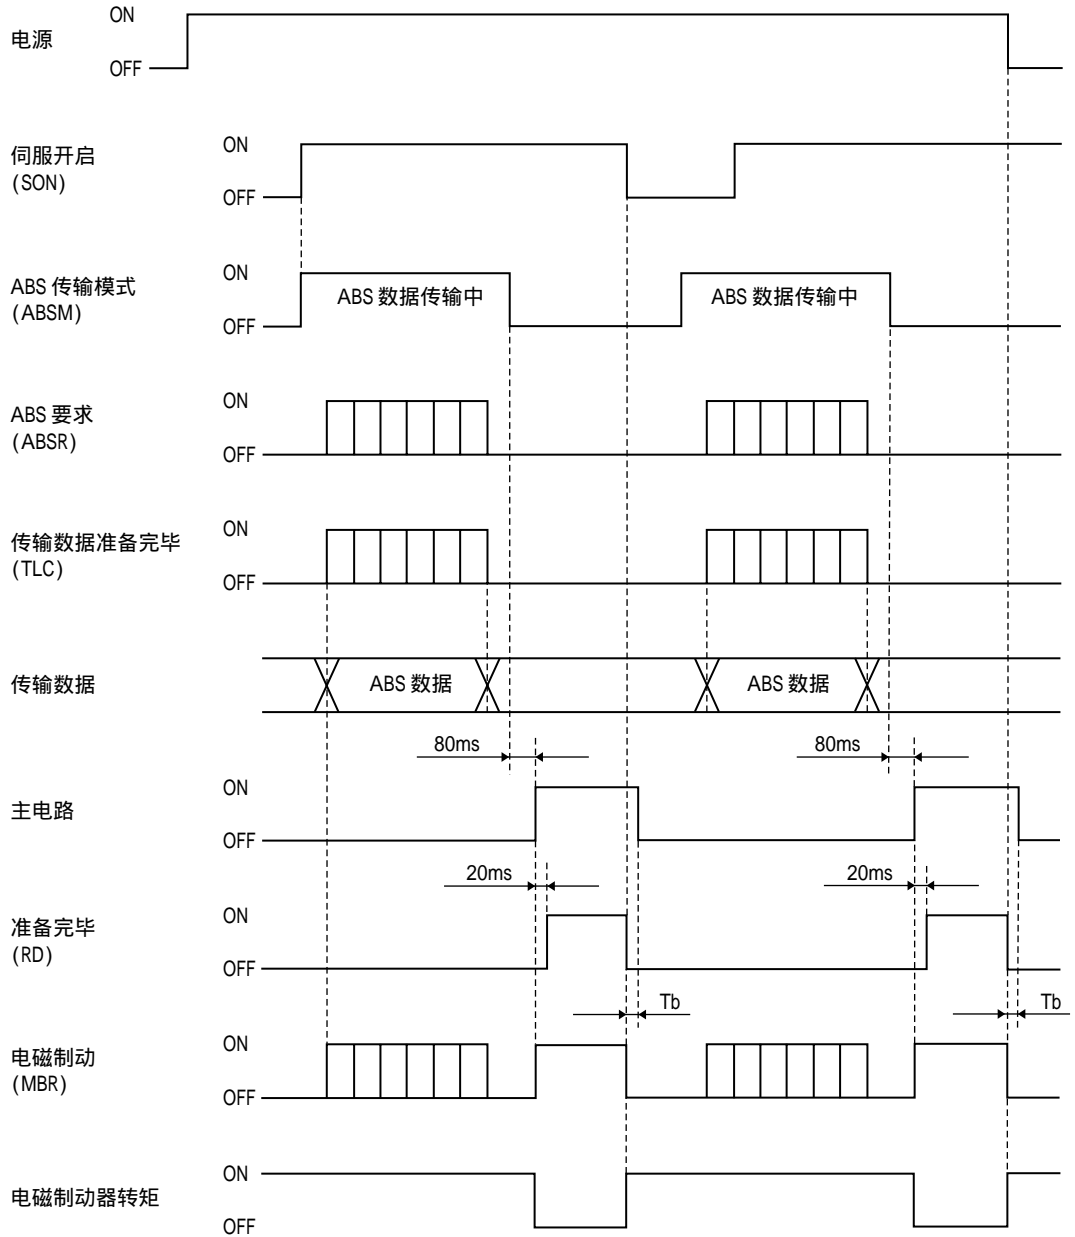 ON
电源
OFF
ON
伺服开启
(SON)
OFF
ON
ABS 传输模式
(ABSM)
ABS 数据传输中
ABS 数据传输中
OFF
ON
ABS 要求
(ABSR)
OFF
ON
传输数据准备完毕
(TLC)
OFF
传输数据
ABS 数据
ABS 数据
80ms
80ms
ON
主电路
OFF
20ms
20ms
ON
准备完毕
(RD)
OFF
Tb
Tb
ON
电磁制动
(MBR)
OFF
ON
电磁制动器转矩
OFF